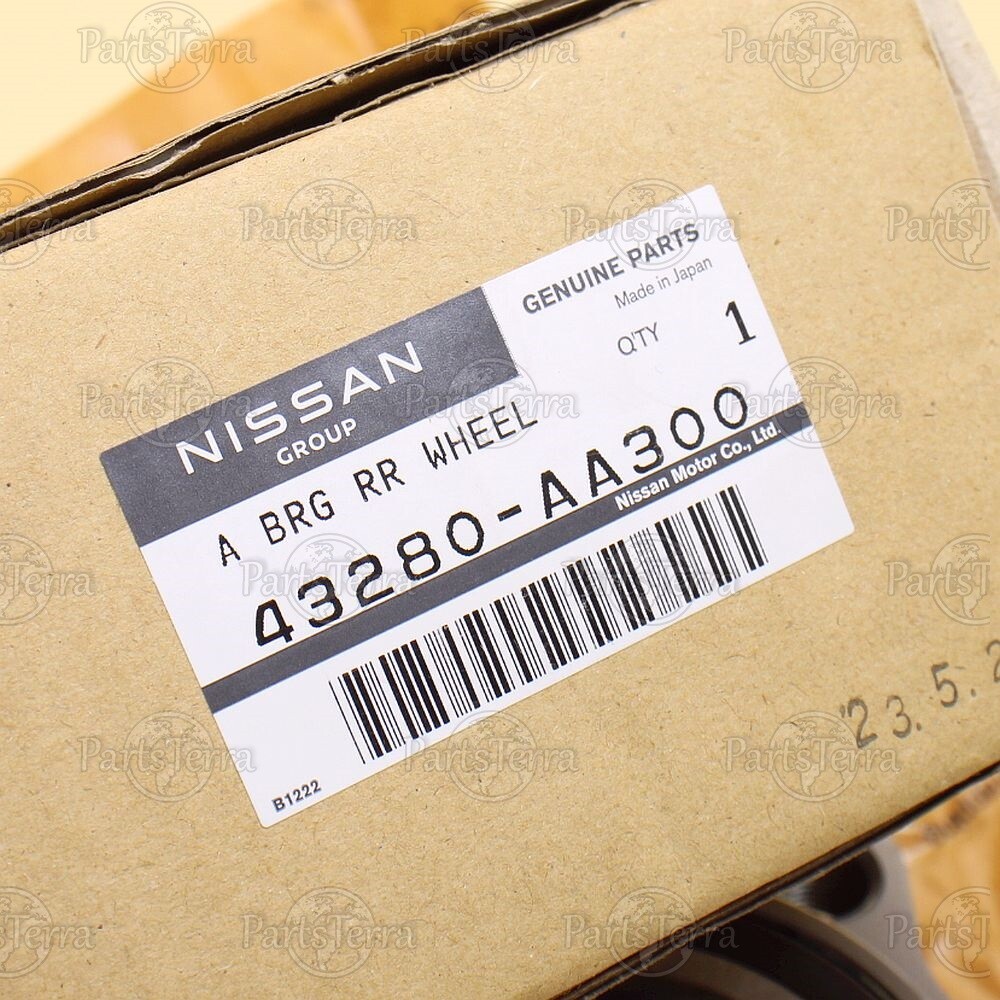 NISSAN
GROUP
GENUINE PARTS
Made in Japan
Q'TY 1
A BRG RR WHEEL
43280-AA300
Nissan Motor Co., Ltd.
B1222
'23.5.2
PartsTerra